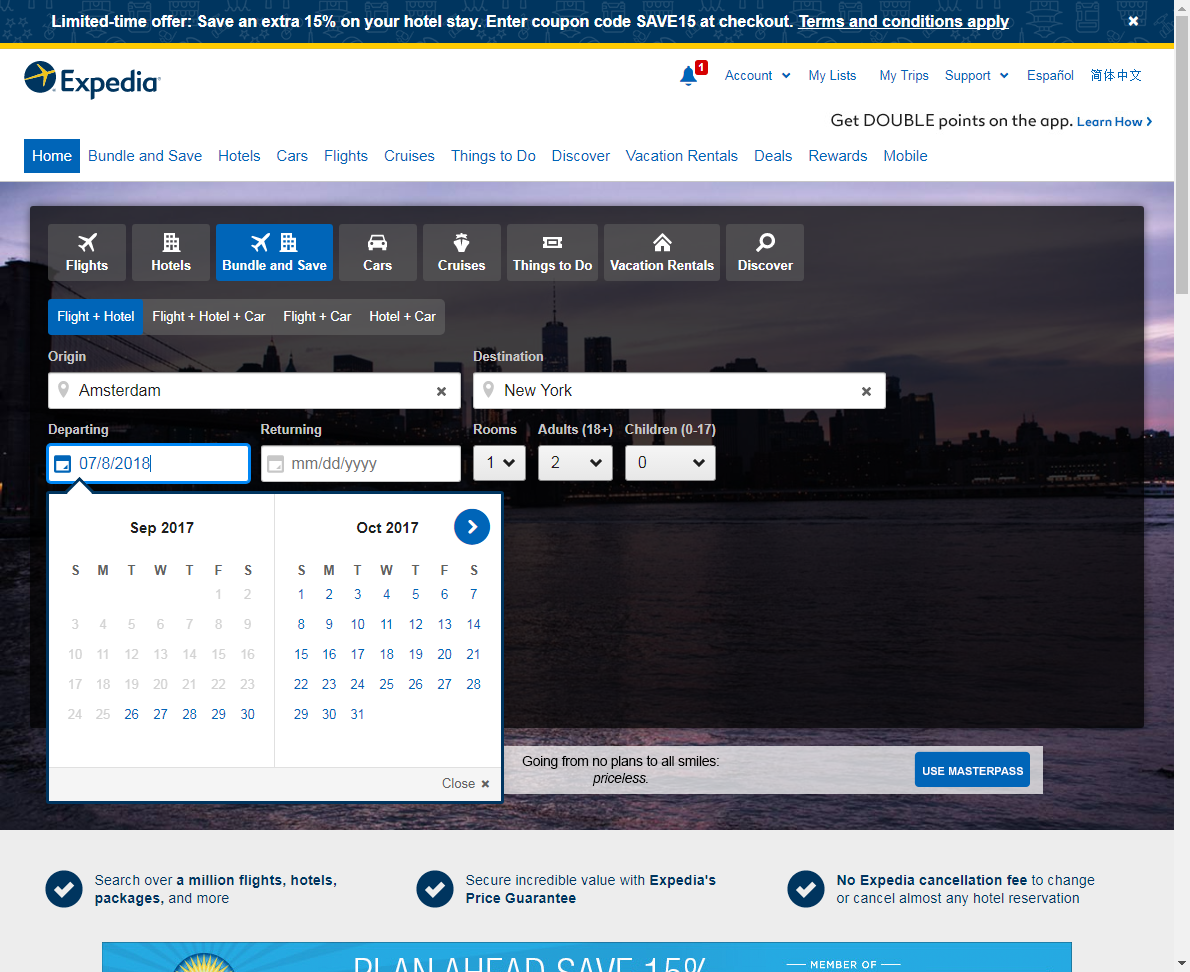 Limited-time offer: Save an extra 15% on your hotel stay. Enter coupon code SAVE15 at checkout. Terms and conditions apply
Expedia
1
Account My Lists My Trips Support Español 简体中文
Get DOUBLE points on the app. Learn How
Home Bundle and Save Hotels Cars Flights Cruises Things to Do Discover Vacation Rentals Deals Rewards Mobile
Flights Hotels Bundle and Save Cars Cruises Things to Do Vacation Rentals Discover
Flight + Hotel Flight + Hotel + Car Flight + Car Hotel + Car
Origin Destination
Amsterdam New York
Departing Returning Rooms Adults (18+) Children (0-17)
07/8/2018 mm/dd/yyyy 1 2 0
Sep 2017 Oct 2017
S M T W T F S S M T W T F S
1 2 1 2 3 4 5 6 7
3 4 5 6 7 8 9 8 9 10 11 12 13 14
10 11 12 13 14 15 16 15 16 17 18 19 20 21
17 18 19 20 21 22 23 22 23 24 25 26 27 28
24 25 26 27 28 29 30 29 30 31
Close
Going from no plans to all smiles:
priceless.
USE MASTERPASS
Search over a million flights, hotels,
packages, and more
Secure incredible value with Expedia's
Price Guarantee
No Expedia cancellation fee to change
or cancel almost any hotel reservation
PLAN AHEAD SAVE 15%
MEMBER OF